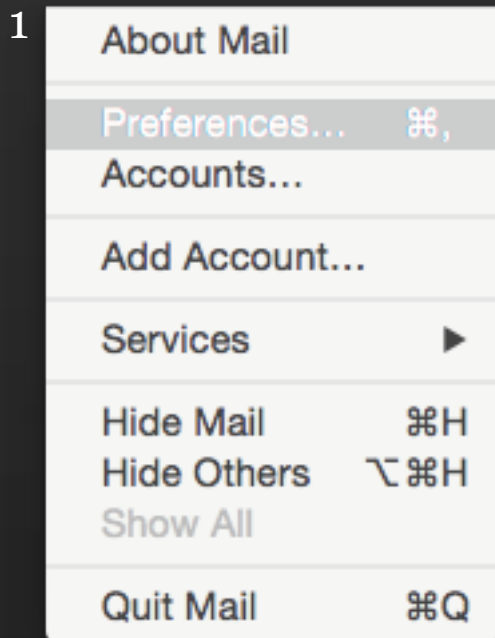 1
About Mail
Preferences... ⌘,
Accounts...
Add Account...
Services ▶
Hide Mail ⌘H
Hide Others ⌥⌘H
Show All
Quit Mail ⌘Q